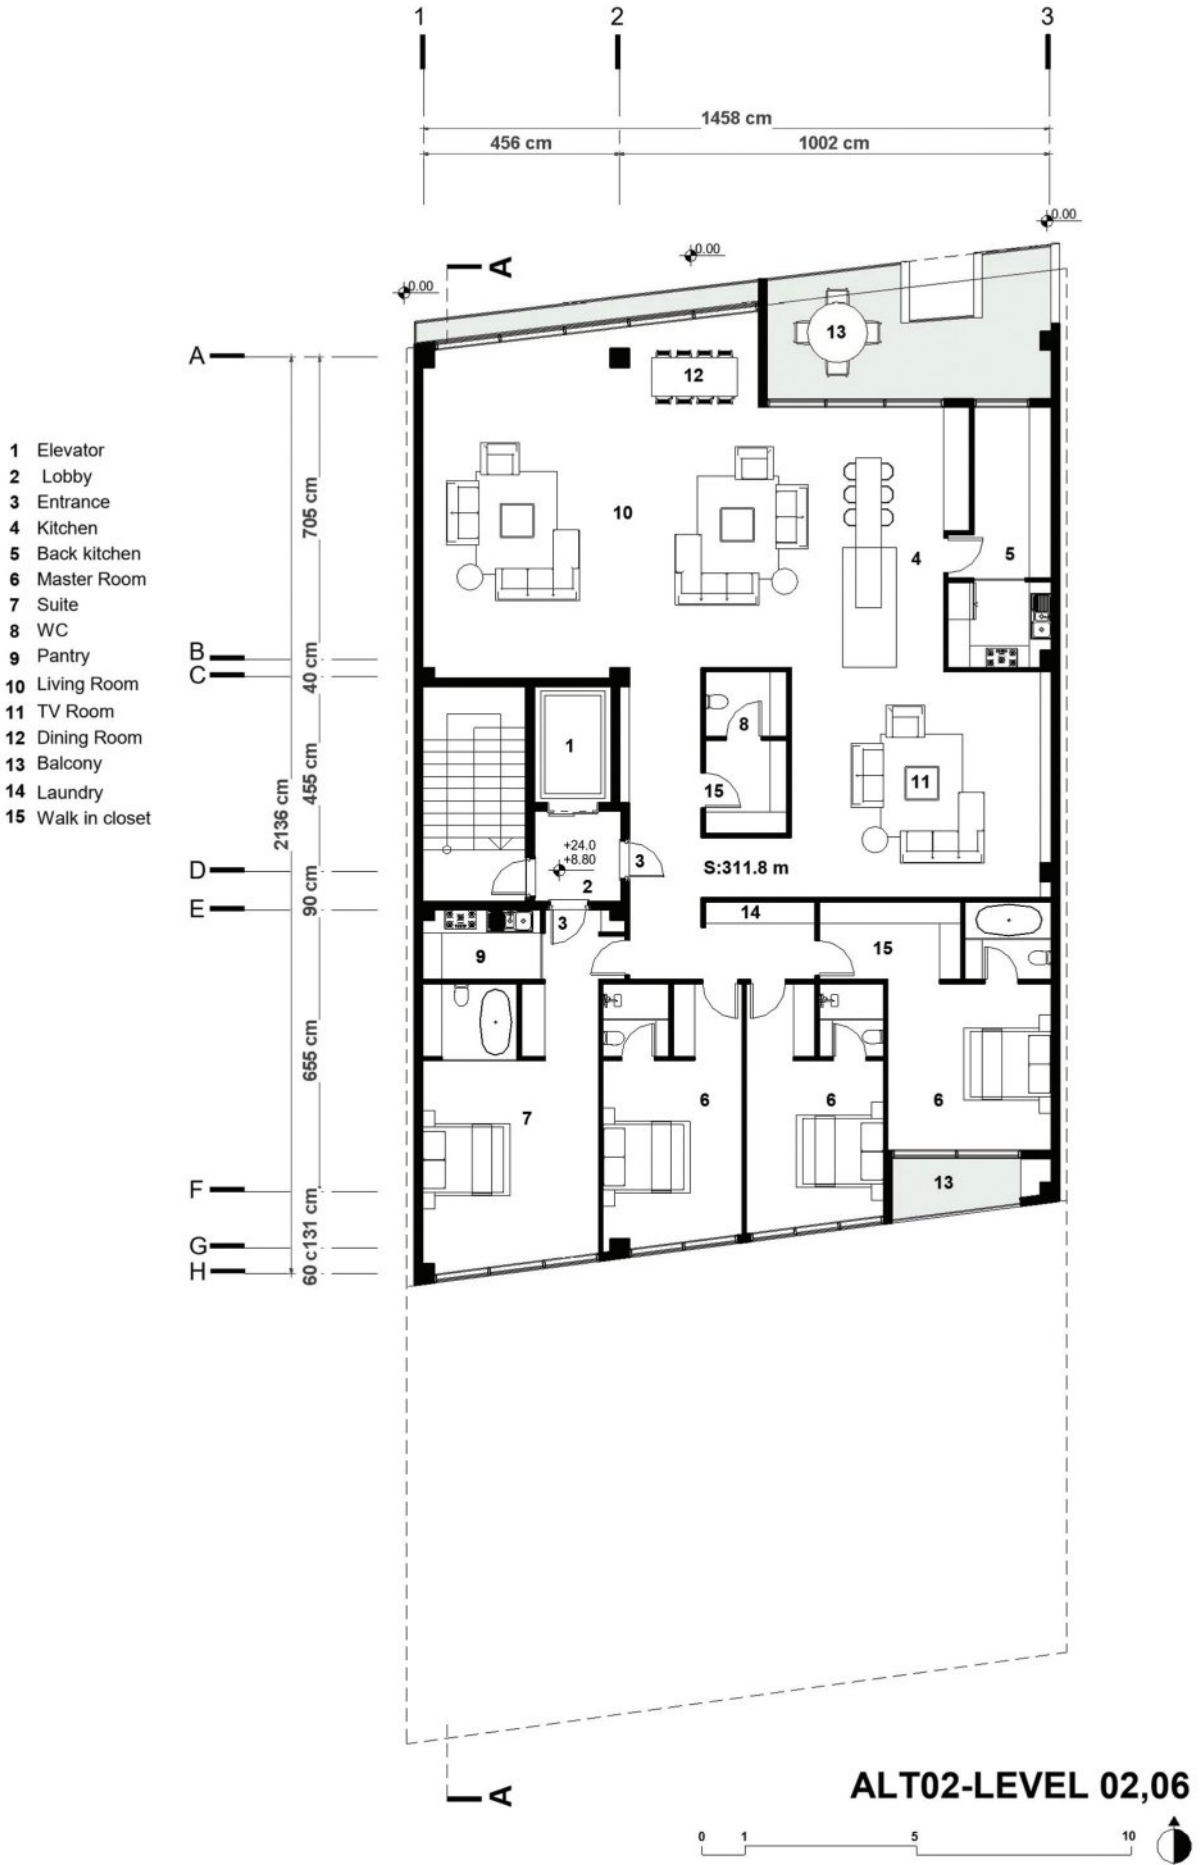 1 2 3
1458 cm
456 cm 1002 cm
0.00
0.00
0.00
A
A
13
12
1 Elevator
2 Lobby
3 Entrance
4 Kitchen
5 Back kitchen
6 Master Room
7 Suite
8 WC
9 Pantry
10 Living Room
11 TV Room
12 Dining Room
13 Balcony
14 Laundry
15 Walk in closet
705 cm
10
4
5
B
C
40 cm
8
1
455 cm
2136 cm
15
11
+24.0
+8.80
3
S:311.8 m
D
2
90 cm
E
3
14
9
15
655 cm
7
6
6
6
13
F
131 cm
G
60 c
H
A
ALT02-LEVEL 02,06
0 1 5 10